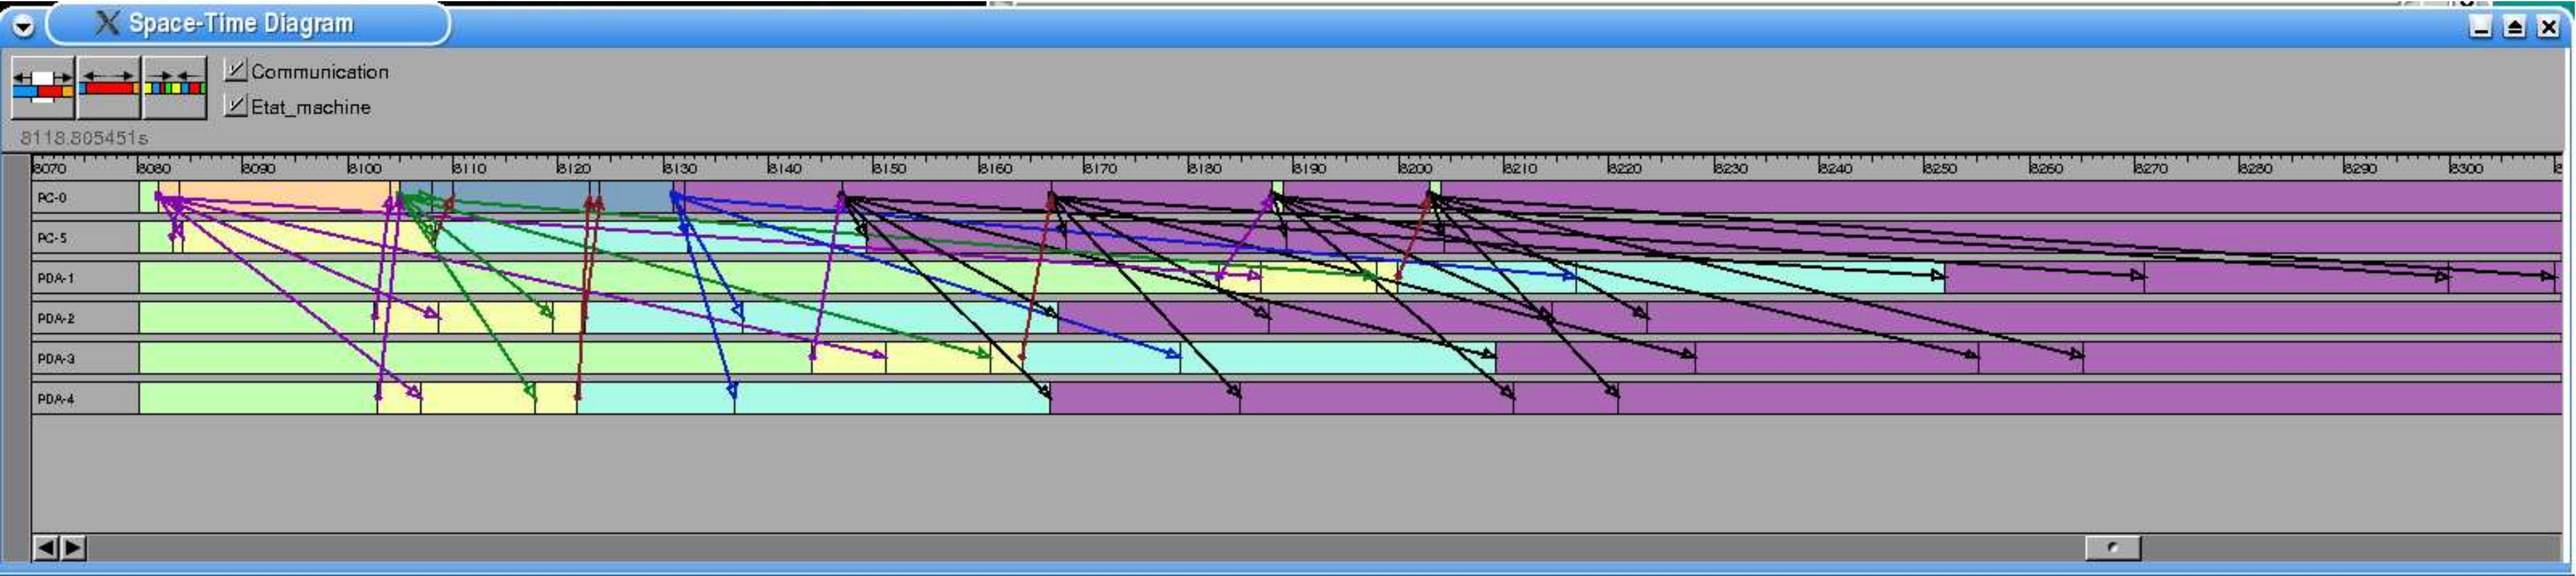 Space-Time Diagram
Communication
Etat_machine
8118.805451s
8070 8080 8090 8100 8110 8120 8130 8140 8150 8160 8170 8180 8190 8200 8210 8220 8230 8240 8250 8260 8270 8280 8290 8300
PC-0
PC-5
PDA-1
PDA-2
PDA-3
PDA-4